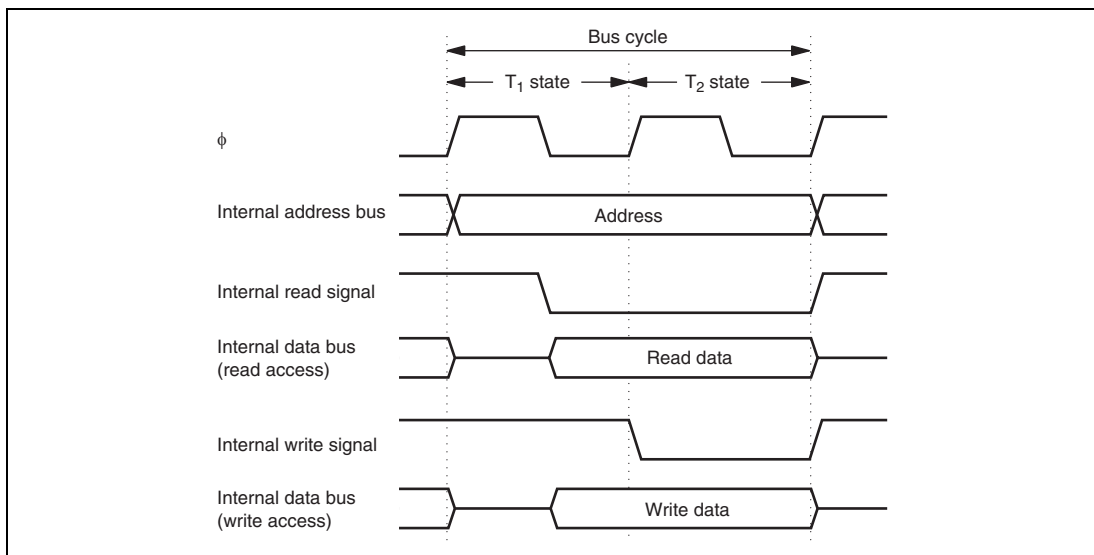 Bus cycle
T₁ state
T₂ state
ϕ
Internal address bus
Address
Internal read signal
Internal data bus
(read access)
Read data
Internal write signal
Internal data bus
(write access)
Write data